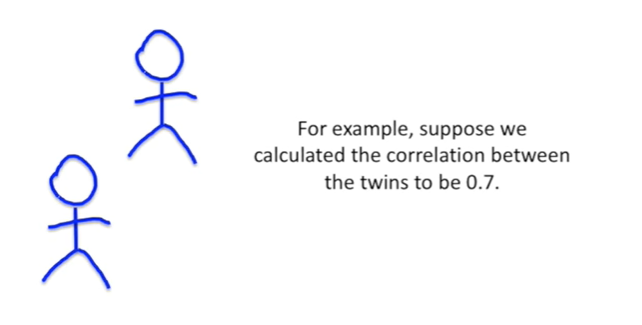 For example, suppose we
calculated the correlation between
the twins to be 0.7.